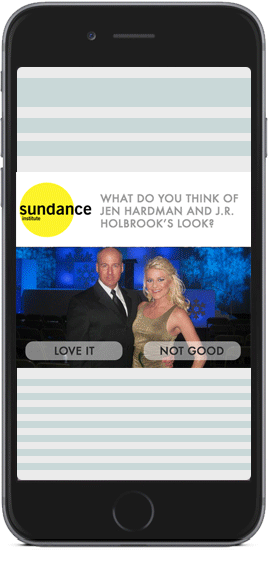 sundance
institute
WHAT DO YOU THINK OF
JEN HARDMAN AND J.R.
HOLBROOK'S LOOK?
LOVE IT
NOT GOOD